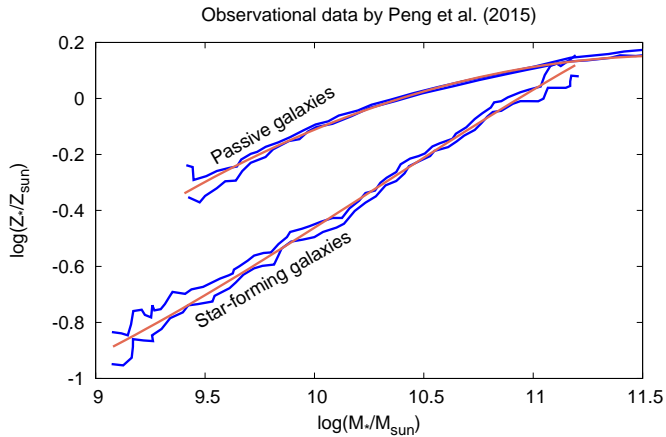 Observational data by Peng et al. (2015)
0.2
0
-0.2
-0.4
-0.6
-0.8
-1
log(Z*/Zsun)
Passive galaxies
Star-forming galaxies
9
9.5
10
10.5
11
11.5
log(M*/Msun)